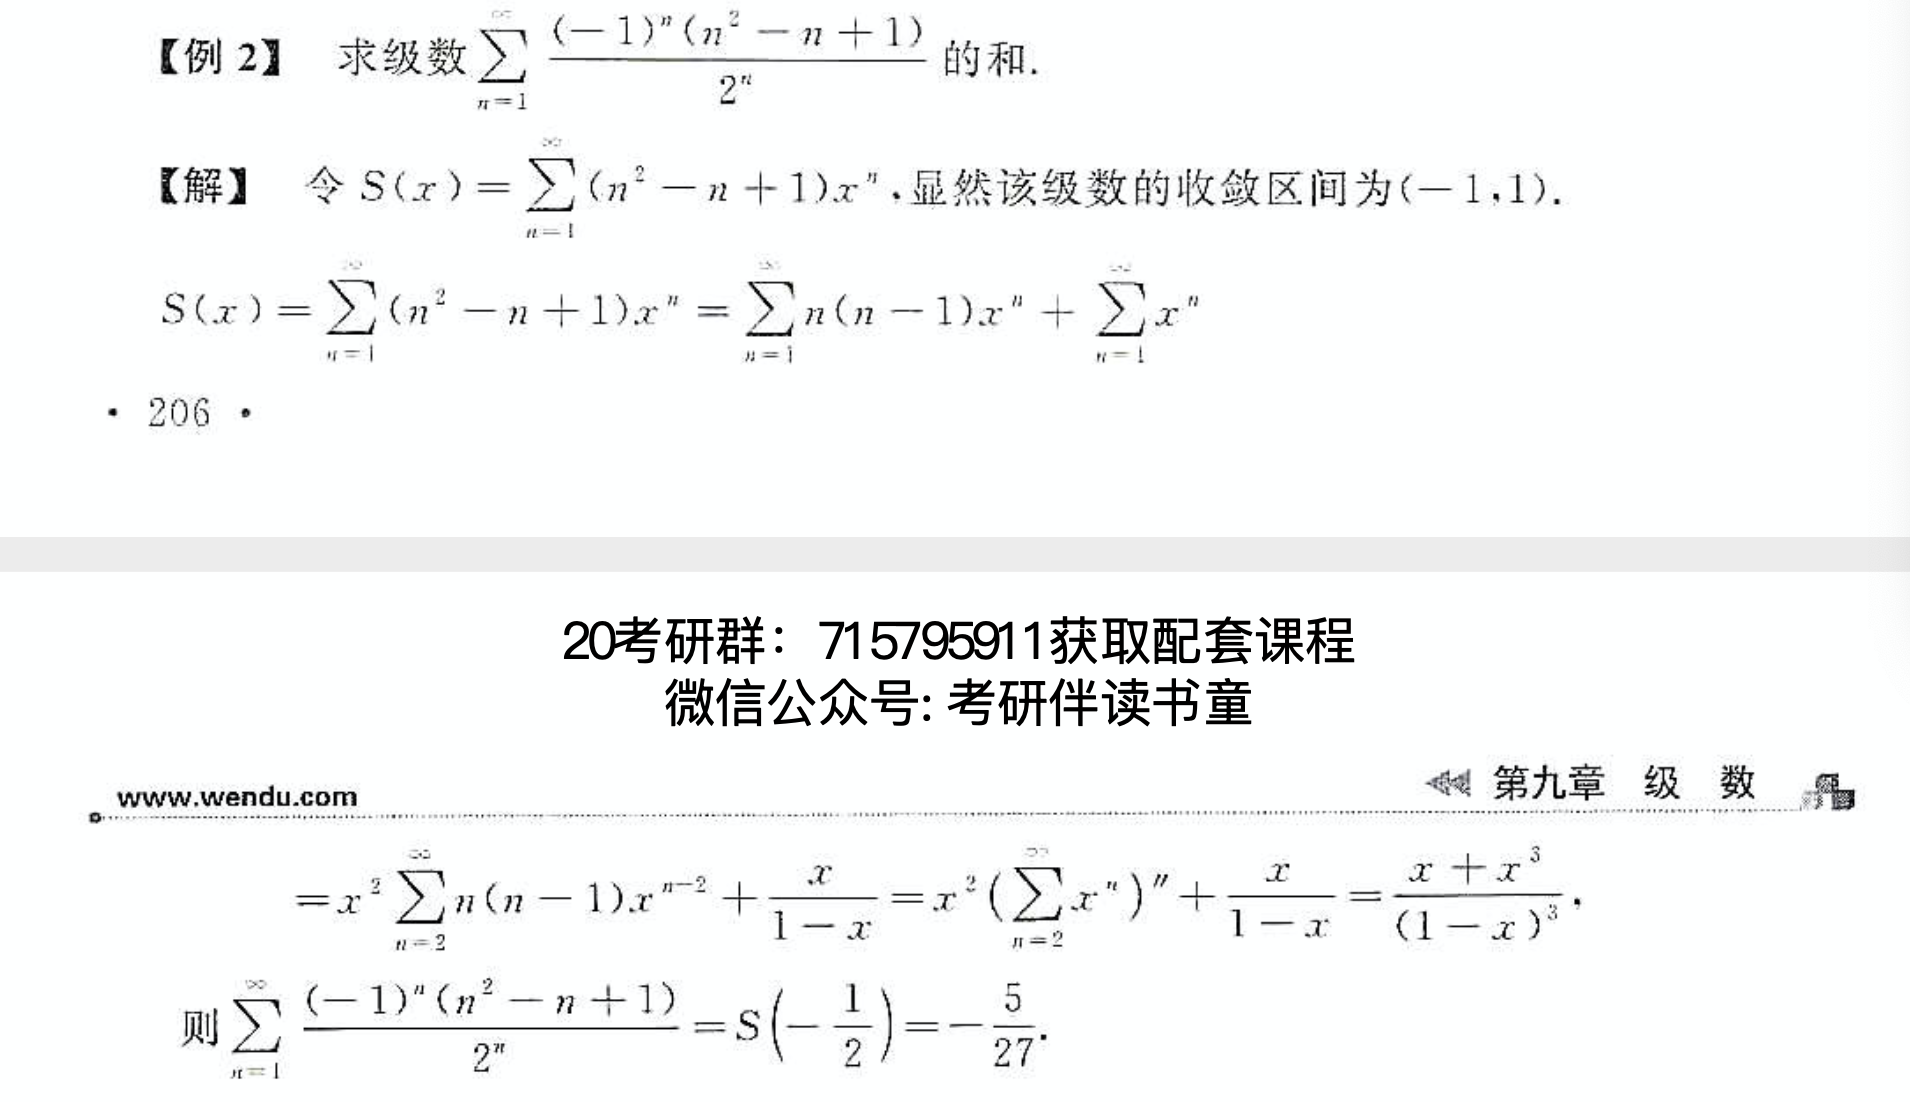 【例 2】 求级数 $\sum_{n=1}^{\infty} \frac{(-1)^n(n^2-n+1)}{2^n}$ 的和.
【解】 令 $S(x)=\sum_{n=1}^{\infty}(n^2-n+1)x^n$,显然该级数的收敛区间为(-1,1).
$S(x)=\sum_{n=1}^{\infty}(n^2-n+1)x^n=\sum_{n=1}^{\infty}n(n-1)x^n+\sum_{n=1}^{\infty}x^n$
· 206 ·
20考研群：715795911获取配套课程
微信公众号: 考研伴读书童
www.wendu.com 第九章 级 数
$=x^2\sum_{n=2}^{\infty}n(n-1)x^{n-2}+\frac{x}{1-x}=x^2\left(\sum_{n=2}^{\infty}x^n\right)''+\frac{x}{1-x}=\frac{x+x^3}{(1-x)^3}$,
则 $\sum_{n=1}^{\infty}\frac{(-1)^n(n^2-n+1)}{2^n}=S\left(-\frac{1}{2}\right)=-\frac{5}{27}$.